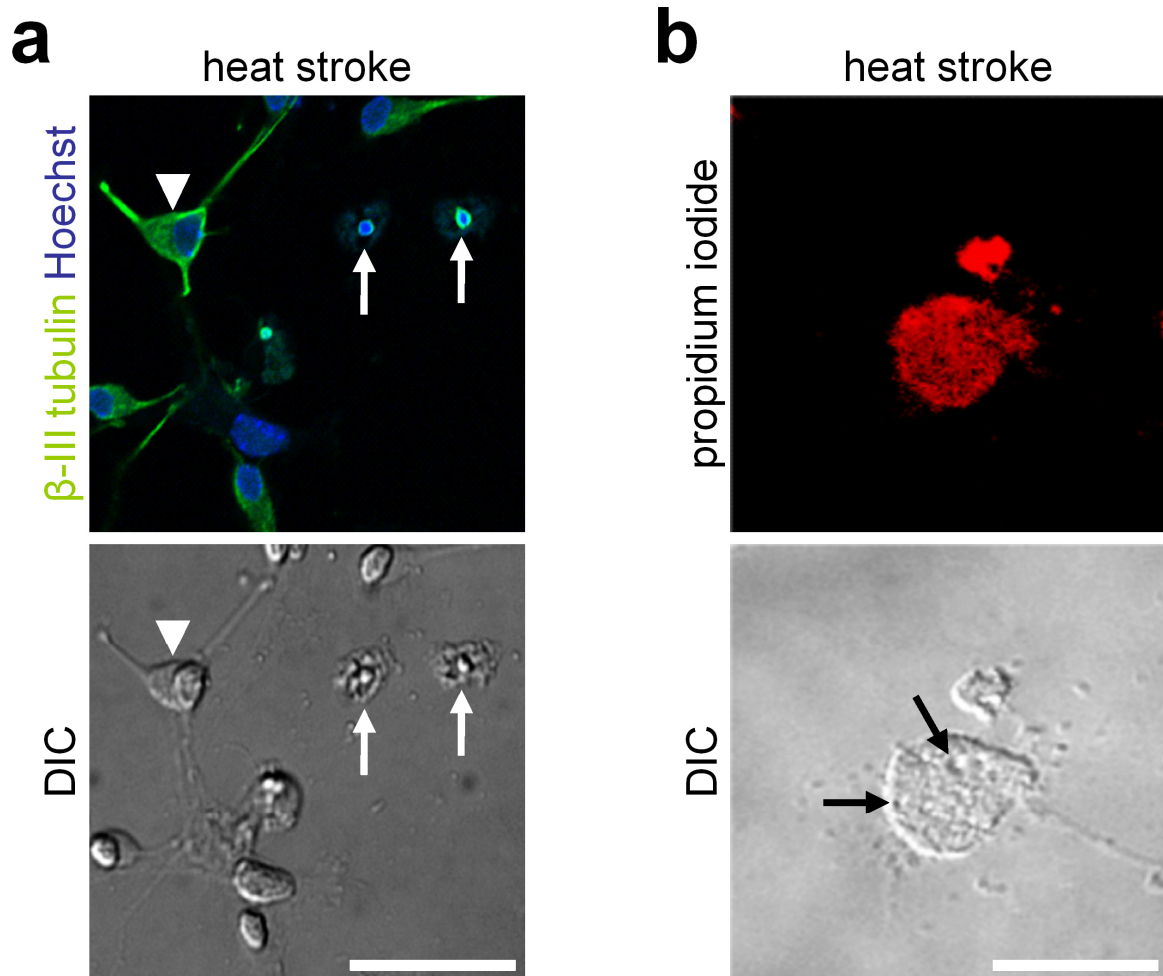 a
heat stroke
β-III tubulin Hoechst
DIC
b
heat stroke
propidium iodide
DIC